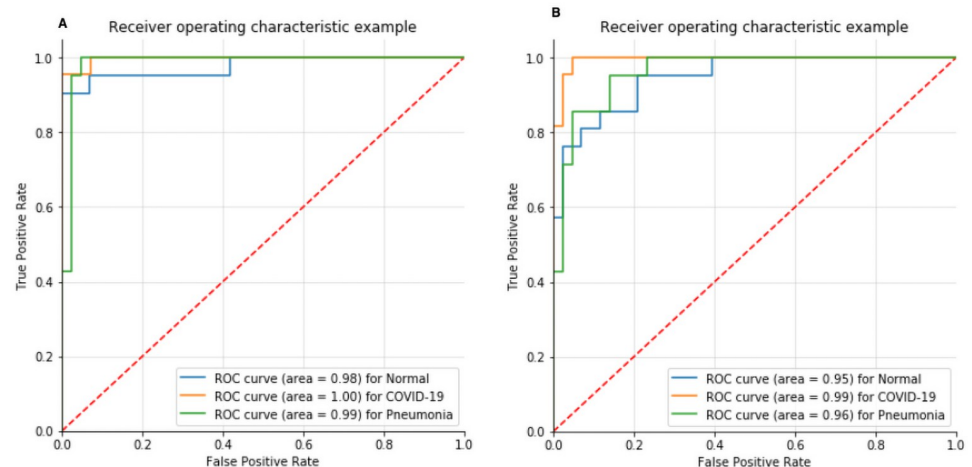 A
Receiver operating characteristic example
1.0
0.8
0.6
0.4
0.2
0.0
True Positive Rate
ROC curve (area = 0.98) for Normal
ROC curve (area = 1.00) for COVID-19
ROC curve (area = 0.99) for Pneumonia
0.0 0.2 0.4 0.6 0.8 1.0
False Positive Rate
B
Receiver operating characteristic example
1.0
0.8
0.6
0.4
0.2
0.0
True Positive Rate
ROC curve (area = 0.95) for Normal
ROC curve (area = 0.99) for COVID-19
ROC curve (area = 0.96) for Pneumonia
0.0 0.2 0.4 0.6 0.8 1.0
False Positive Rate